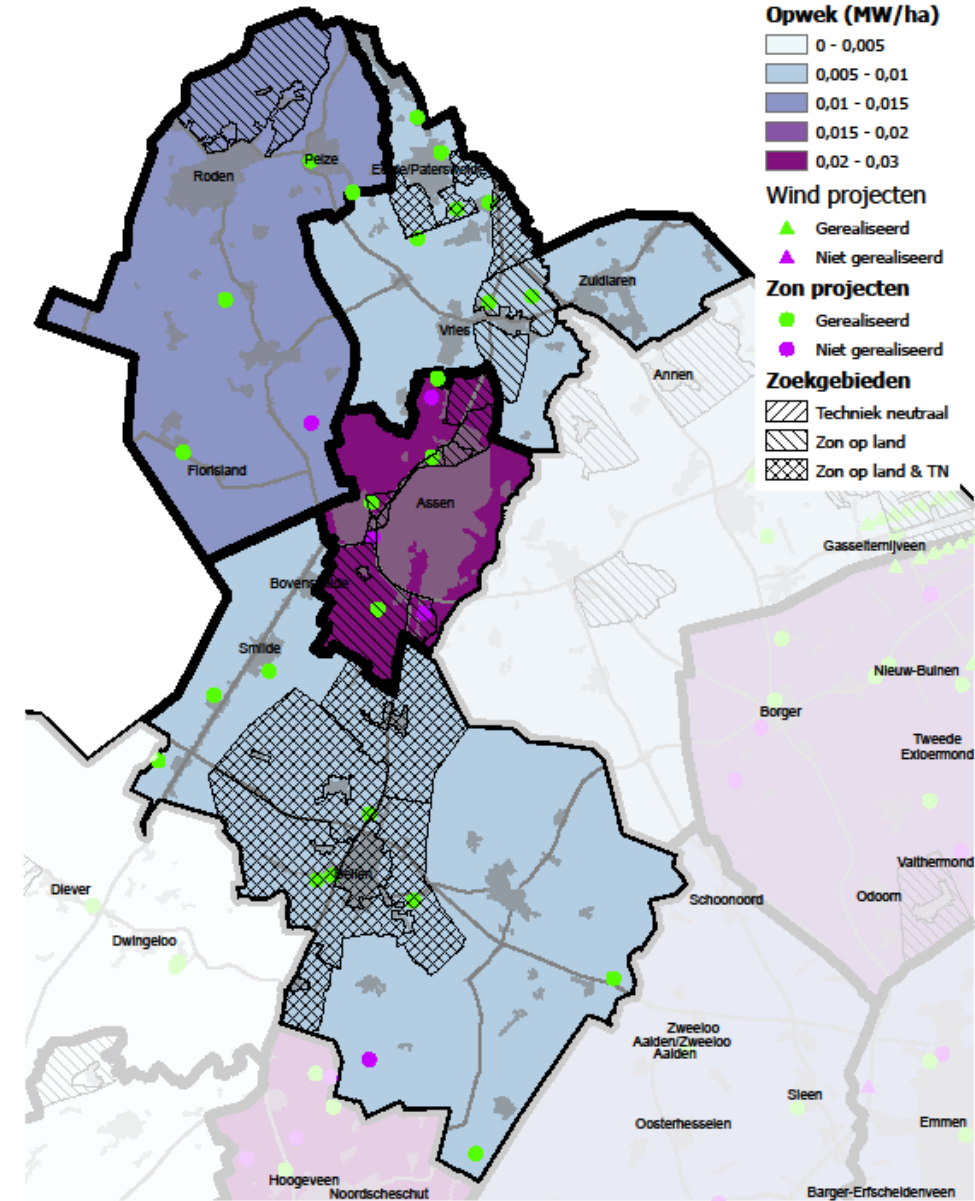 Opwek (MW/ha)
0 - 0,005
0,005 - 0,01
0,01 - 0,015
0,015 - 0,02
0,02 - 0,03
Wind projecten
Gerealiseerd
Niet gerealiseerd
Zon projecten
Gerealiseerd
Niet gerealiseerd
Zoekgebieden
Techniek neutraal
Zon op land
Zon op land & TN
Peize
Roden
Zuidlaren
Vries
Annen
Florisland
Assen
Gasselternijveen
Smilde
Nieuw-Buinen
Borger
Tweede
Exloermond
Valthermond
Diever
Schoonoord
Odoorn
Dwingeloo
Zweeloo
Aalden/Zweeloo
Aalden
Sleen
Oosterhesselen
Emmen
Hoogeveen
Noordscheschut
Barger-Erfscheidenveen